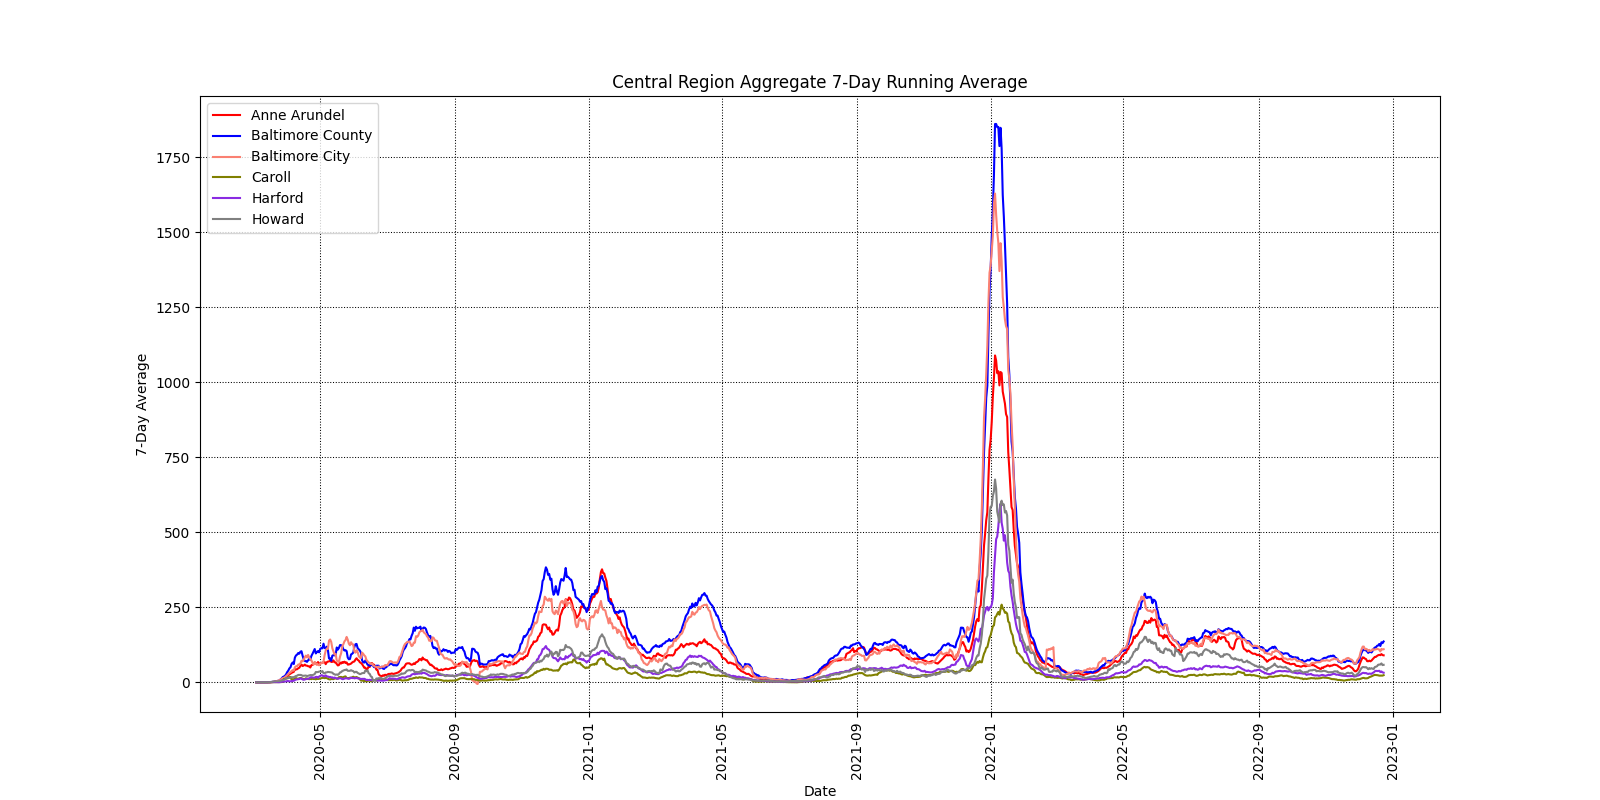 Central Region Aggregate 7-Day Running Average
Anne Arundel
Baltimore County
Baltimore City
Caroll
Harford
Howard
1750
1500
1250
1000
750
500
250
0
7-Day Average
2020-05
2020-09
2021-01
2021-05
2021-09
2022-01
2022-05
2022-09
2023-01
Date